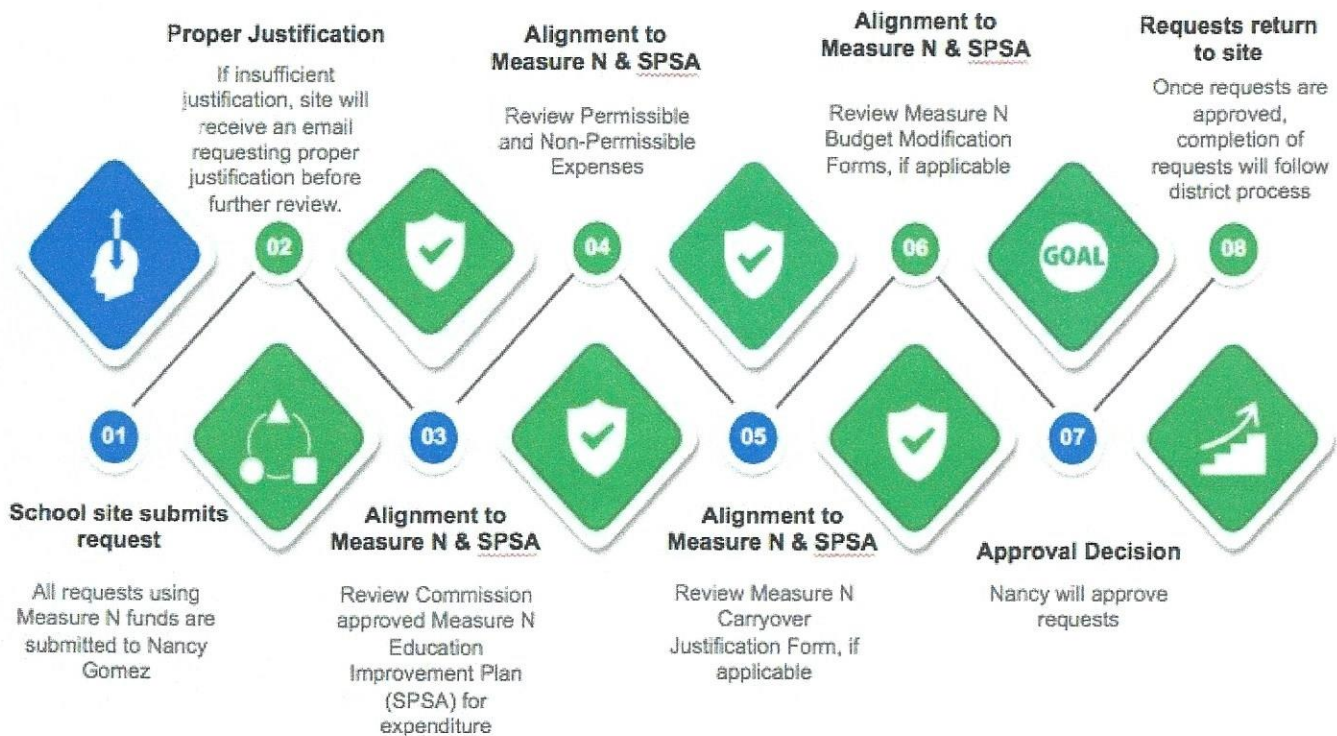 Proper Justification
If insufficient
justification, site will
receive an email
requesting proper
justification before
further review.
Alignment to
Measure N & SPSA
Review Permissible
and Non-Permissible
Expenses
Alignment to
Measure N & SPSA
Review Measure N
Budget Modification
Forms, if applicable
Requests return
to site
Once requests are
approved,
completion of
requests will follow
district process
02
04
06
GOAL
08
01
03
05
07
School site submits
request
All requests using
Measure N funds are
submitted to Nancy
Gomez
Alignment to
Measure N & SPSA
Review Commission
approved Measure N
Education
Improvement Plan
(SPSA) for
expenditure
Alignment to
Measure N & SPSA
Review Measure N
Carryover
Justification Form, if
applicable
Approval Decision
Nancy will approve
requests